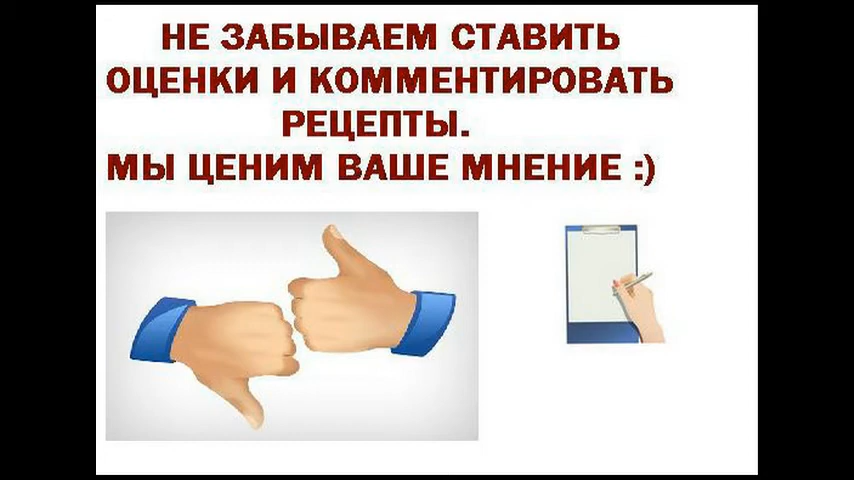 НЕ ЗАБЫВАЕМ СТАВИТЬ
ОЦЕНКИ И КОММЕНТИРОВАТЬ
РЕЦЕПТЫ.
МЫ ЦЕНИМ ВАШЕ МНЕНИЕ :)